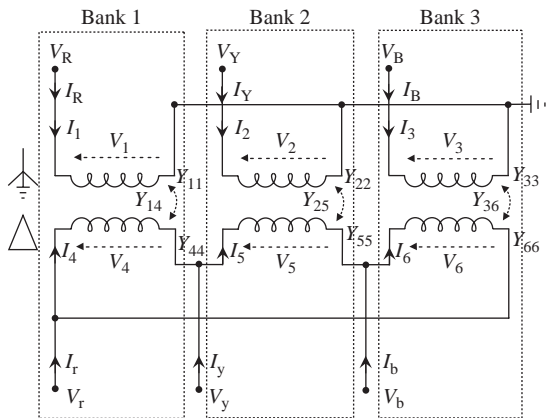 Bank 1 Bank 2 Bank 3
V_R V_Y V_B
I_R I_Y I_B
I_1 I_2 I_3
V_1 V_2 V_3
Y_11 Y_22 Y_33
Y_14 Y_25 Y_36
Y_44 Y_55 Y_66
I_4 I_5 I_6
V_4 V_5 V_6
I_r I_y I_b
V_r V_y V_b